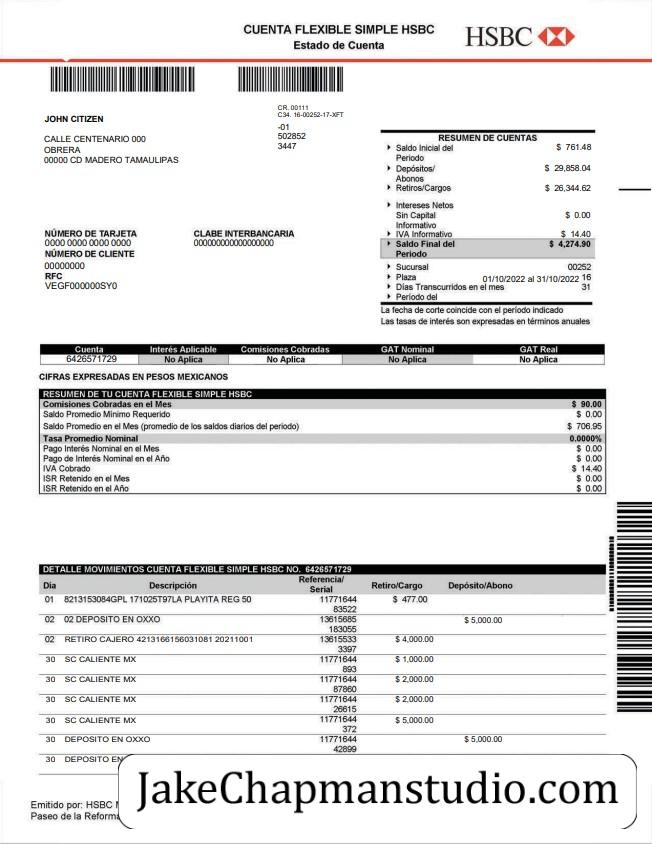 CUENTA FLEXIBLE SIMPLE HSBC
Estado de Cuenta
HSBC
JOHN CITIZEN
CALLE CENTENARIO 000
OBRERA
00000 CD MADERO TAMAULIPAS
CR. 00111
C34. 16-00252-17-XFT
-01
502852
3447
RESUMEN DE CUENTAS
Saldo Inicial del Periodo $ 761.48
Depósitos/ Abonos $ 29,858.04
Retiros/Cargos $ 26,344.62
Intereses Netos
Sin Capital $ 0.00
Informativo
IVA Informativo $ 14.40
Saldo Final del Periodo $ 4,274.90
Sucursal 00252
Plaza 16
01/10/2022 al 31/10/2022
Días Transcurridos en el mes 31
Período del
La fecha de corte coincide con el período indicado
Las tasas de interés son expresadas en términos anuales
NÚMERO DE TARJETA
0000 0000 0000 0000
NÚMERO DE CLIENTE
00000000
RFC
VEGF000000SY0
CLABE INTERBANCARIA
000000000000000000
Cuenta Interés Aplicable Comisiones Cobradas GAT Nominal GAT Real
6426571729 No Aplica No Aplica No Aplica No Aplica
CIFRAS EXPRESADAS EN PESOS MEXICANOS
RESUMEN DE TU CUENTA FLEXIBLE SIMPLE HSBC
Comisiones Cobradas en el Mes $ 90.00
Saldo Promedio Mínimo Requerido $ 0.00
Saldo Promedio en el Mes (promedio de los saldos diarios del periodo) $ 706.95
Tasa Promedio Nominal 0.0000%
Pago Interés Nominal en el Mes $ 0.00
Pago de Interés Nominal en el Año $ 0.00
IVA Cobrado $ 14.40
ISR Retenido en el Mes $ 0.00
ISR Retenido en el Año $ 0.00
DETALLE MOVIMIENTOS CUENTA FLEXIBLE SIMPLE HSBC NO. 6426571729
Día Descripción Referencia/ Serial Retiro/Cargo Depósito/Abono
01 8213153084GPL 171025T97LA PLAYITA REG 50 11771644 $ 477.00
83522
02 02 DEPOSITO EN OXXO 13615685 $ 5,000.00
183055
02 RETIRO CAJERO 4213166156031081 20211001 13615533 $ 4,000.00
3397
30 SC CALIENTE MX 11771644 $ 1,000.00
893
30 SC CALIENTE MX 11771644 $ 2,000.00
87860
30 SC CALIENTE MX 11771644 $ 2,000.00
26615
30 SC CALIENTE MX 11771644 $ 5,000.00
372
30 DEPOSITO EN OXXO 11771644 $ 5,000.00
42899
30 DEPOSITO EN
Emitido por: HSBC
Paseo de la Reforma
JakeChapmanstudio.com